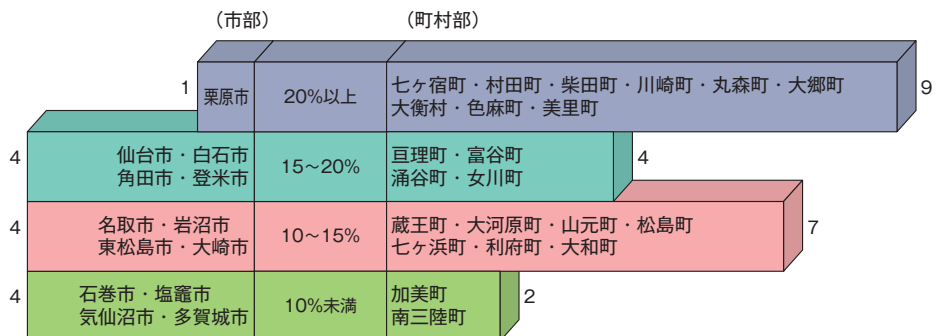 （市部）
（町村部）
1
栗原市
20%以上
七ヶ宿町・村田町・柴田町・川崎町・丸森町・大郷町
大衡村・色麻町・美里町
9
4
仙台市・白石市
角田市・登米市
15～20%
亘理町・富谷町
涌谷町・女川町
4
4
名取市・岩沼市
東松島市・大崎市
10～15%
蔵王町・大河原町・山元町・松島町
七ヶ浜町・利府町・大和町
7
4
石巻市・塩竈市
気仙沼市・多賀城市
10%未満
加美町
南三陸町
2